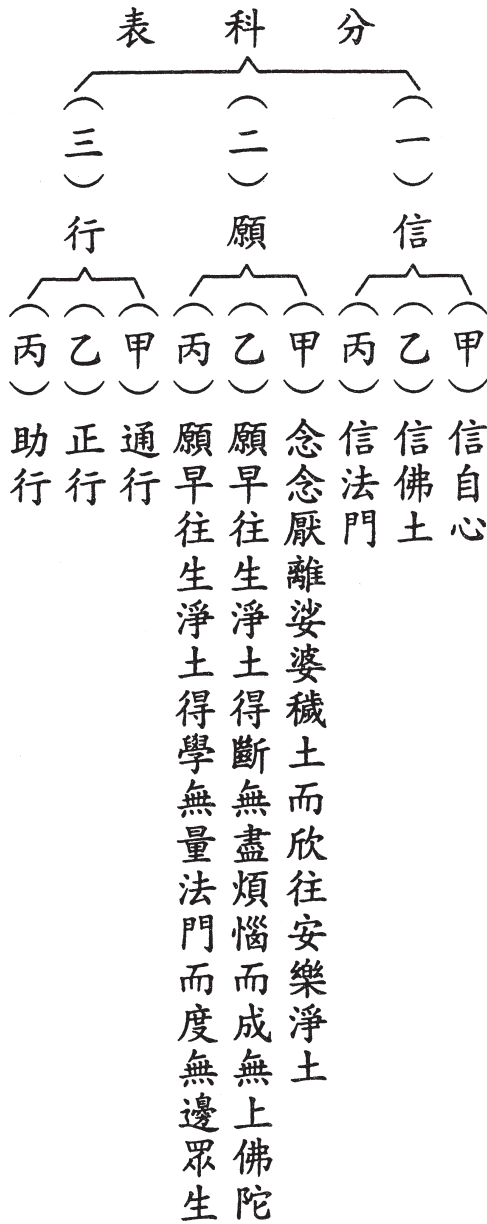 分科表
（一）信
（甲）信自心
（乙）信佛土
（丙）信法門
（二）願
（甲）念念厭離娑婆穢土而欣往安樂淨土
（乙）願早往生淨土得斷無盡煩惱而成無上佛陀
（丙）願早往生淨土得學無量法門而度無邊眾生
（三）行
（甲）通行
（乙）正行
（丙）助行